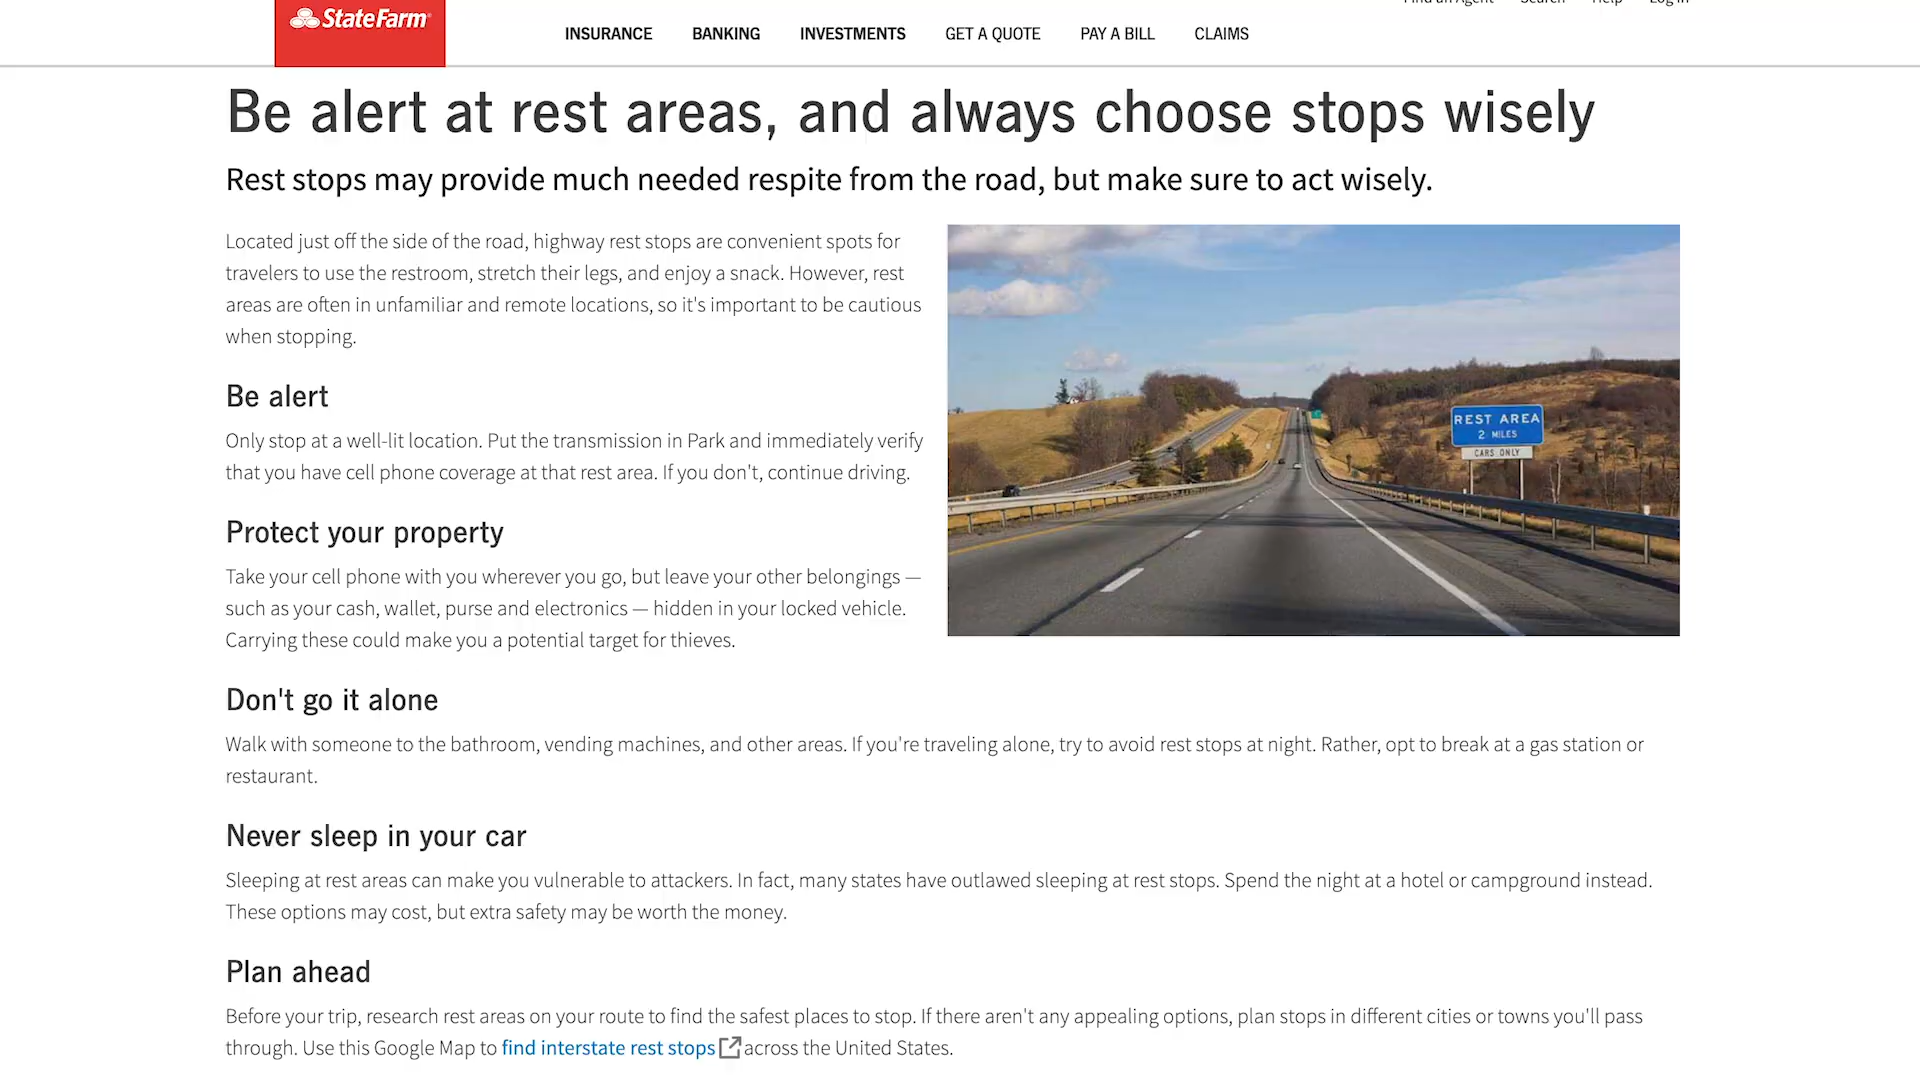 Find an Agent Search Help Log in
StateFarm
INSURANCE BANKING INVESTMENTS GET A QUOTE PAY A BILL CLAIMS
Be alert at rest areas, and always choose stops wisely
Rest stops may provide much needed respite from the road, but make sure to act wisely.
Located just off the side of the road, highway rest stops are convenient spots for
travelers to use the restroom, stretch their legs, and enjoy a snack. However, rest
areas are often in unfamiliar and remote locations, so it's important to be cautious
when stopping.
Be alert
Only stop at a well-lit location. Put the transmission in Park and immediately verify
that you have cell phone coverage at that rest area. If you don't, continue driving.
Protect your property
Take your cell phone with you wherever you go, but leave your other belongings —
such as your cash, wallet, purse and electronics — hidden in your locked vehicle.
Carrying these could make you a potential target for thieves.
REST AREA
2 MILES
CARS ONLY
Don't go it alone
Walk with someone to the bathroom, vending machines, and other areas. If you're traveling alone, try to avoid rest stops at night. Rather, opt to break at a gas station or
restaurant.
Never sleep in your car
Sleeping at rest areas can make you vulnerable to attackers. In fact, many states have outlawed sleeping at rest stops. Spend the night at a hotel or campground instead.
These options may cost, but extra safety may be worth the money.
Plan ahead
Before your trip, research rest areas on your route to find the safest places to stop. If there aren't any appealing options, plan stops in different cities or towns you'll pass
through. Use this Google Map to find interstate rest stops across the United States.